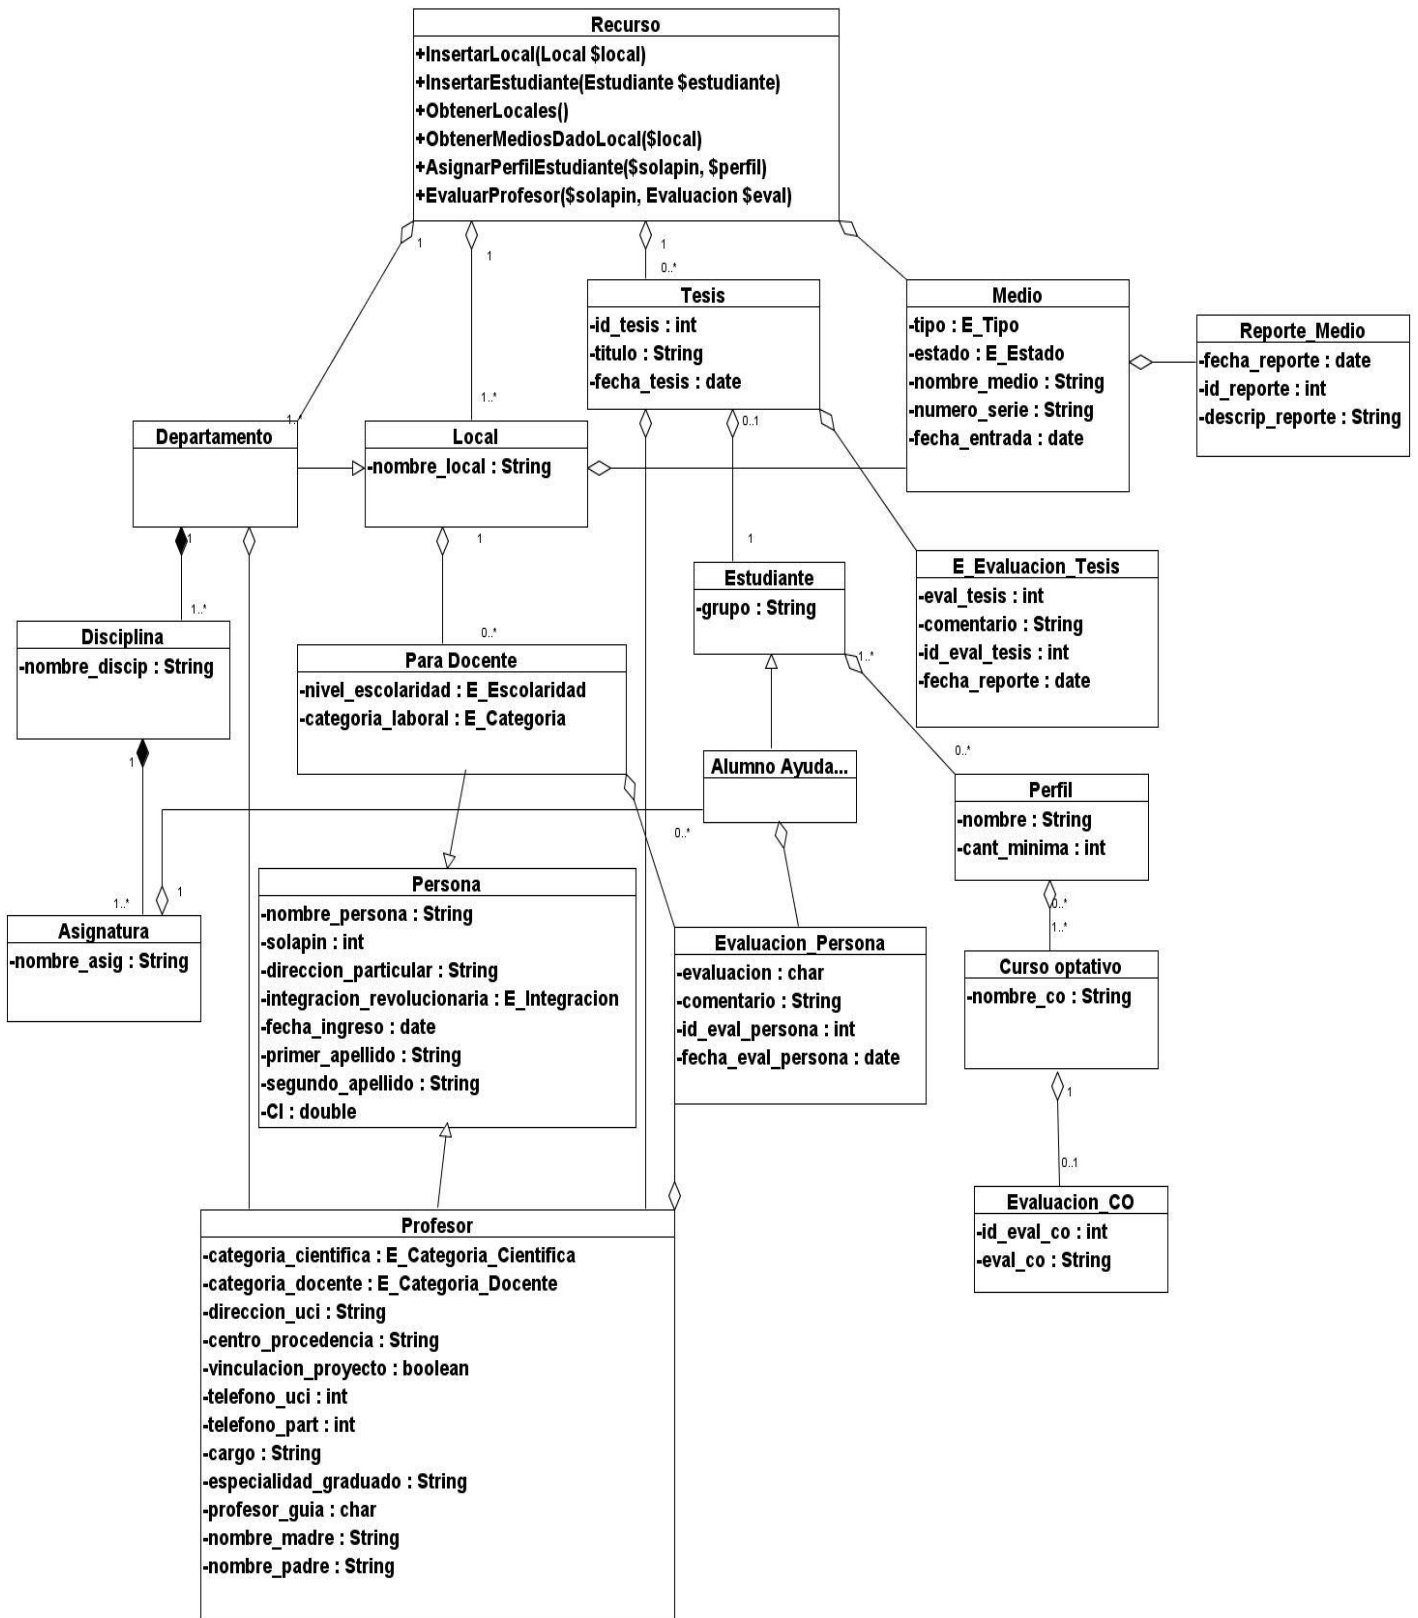 Recurso
+InsertarLocal(Local $local)
+InsertarEstudiante(Estudiante $estudiante)
+ObtenerLocales()
+ObtenerMediosDadoLocal($local)
+AsignarPerfilEstudiante($solapin, $perfil)
+EvaluarProfesor($solapin, Evaluacion $eval)
1
1
1
0..*
Tesis
-id_tesis : int
-titulo : String
-fecha_tesis : date
Medio
-tipo : E_Tipo
-estado : E_Estado
-nombre_medio : String
-numero_serie : String
-fecha_entrada : date
Reporte_Medio
-fecha_reporte : date
-id_reporte : int
-descrip_reporte : String
1..*
1..*
0..1
Departamento
Local
-nombre_local : String
1
1
1
1..*
0..*
Estudiante
-grupo : String
1..*
0..*
E_Evaluacion_Tesis
-eval_tesis : int
-comentario : String
-id_eval_tesis : int
-fecha_reporte : date
Disciplina
-nombre_discip : String
1
1..*
Para Docente
-nivel_escolaridad : E_Escolaridad
-categoria_laboral : E_Categoria
Alumno Ayuda...
0..*
1
Perfil
-nombre : String
-cant_minima : int
0..*
1..*
Asignatura
-nombre_asig : String
Persona
-nombre_persona : String
-solapin : int
-direccion_particular : String
-integracion_revolucionaria : E_Integracion
-fecha_ingreso : date
-primer_apellido : String
-segundo_apellido : String
-CI : double
Evaluacion_Persona
-evaluacion : char
-comentario : String
-id_eval_persona : int
-fecha_eval_persona : date
Curso optativo
-nombre_co : String
1
0..1
Evaluacion_CO
-id_eval_co : int
-eval_co : String
Profesor
-categoria_cientifica : E_Categoria_Cientifica
-categoria_docente : E_Categoria_Docente
-direccion_uci : String
-centro_procedencia : String
-vinculacion_proyecto : boolean
-telefono_uci : int
-telefono_part : int
-cargo : String
-especialidad_graduado : String
-profesor_guia : char
-nombre_madre : String
-nombre_padre : String